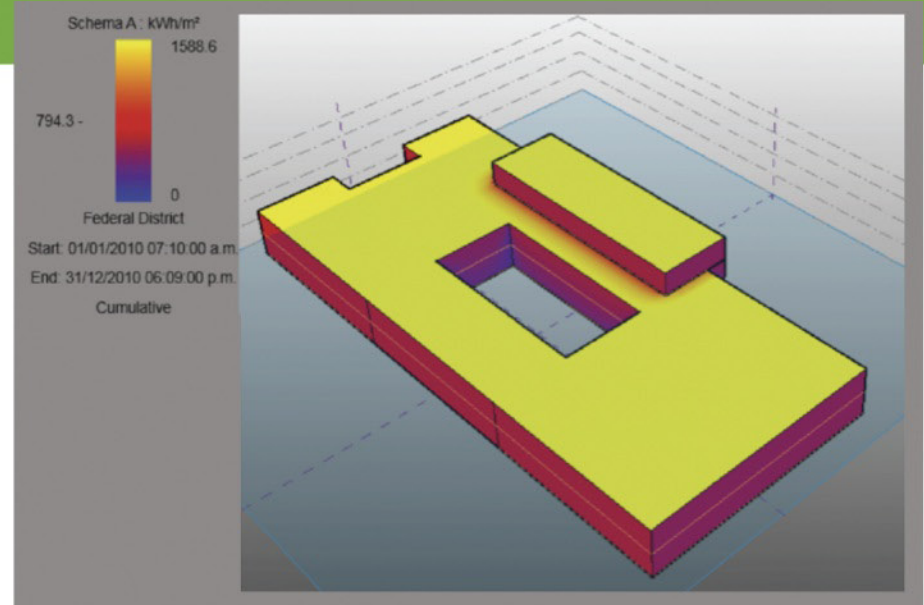 Schema A : kWh/m²
1588.6
794.3 -
0
Federal District
Start: 01/01/2010 07:10:00 a.m.
End: 31/12/2010 06:09:00 p.m.
Cumulative